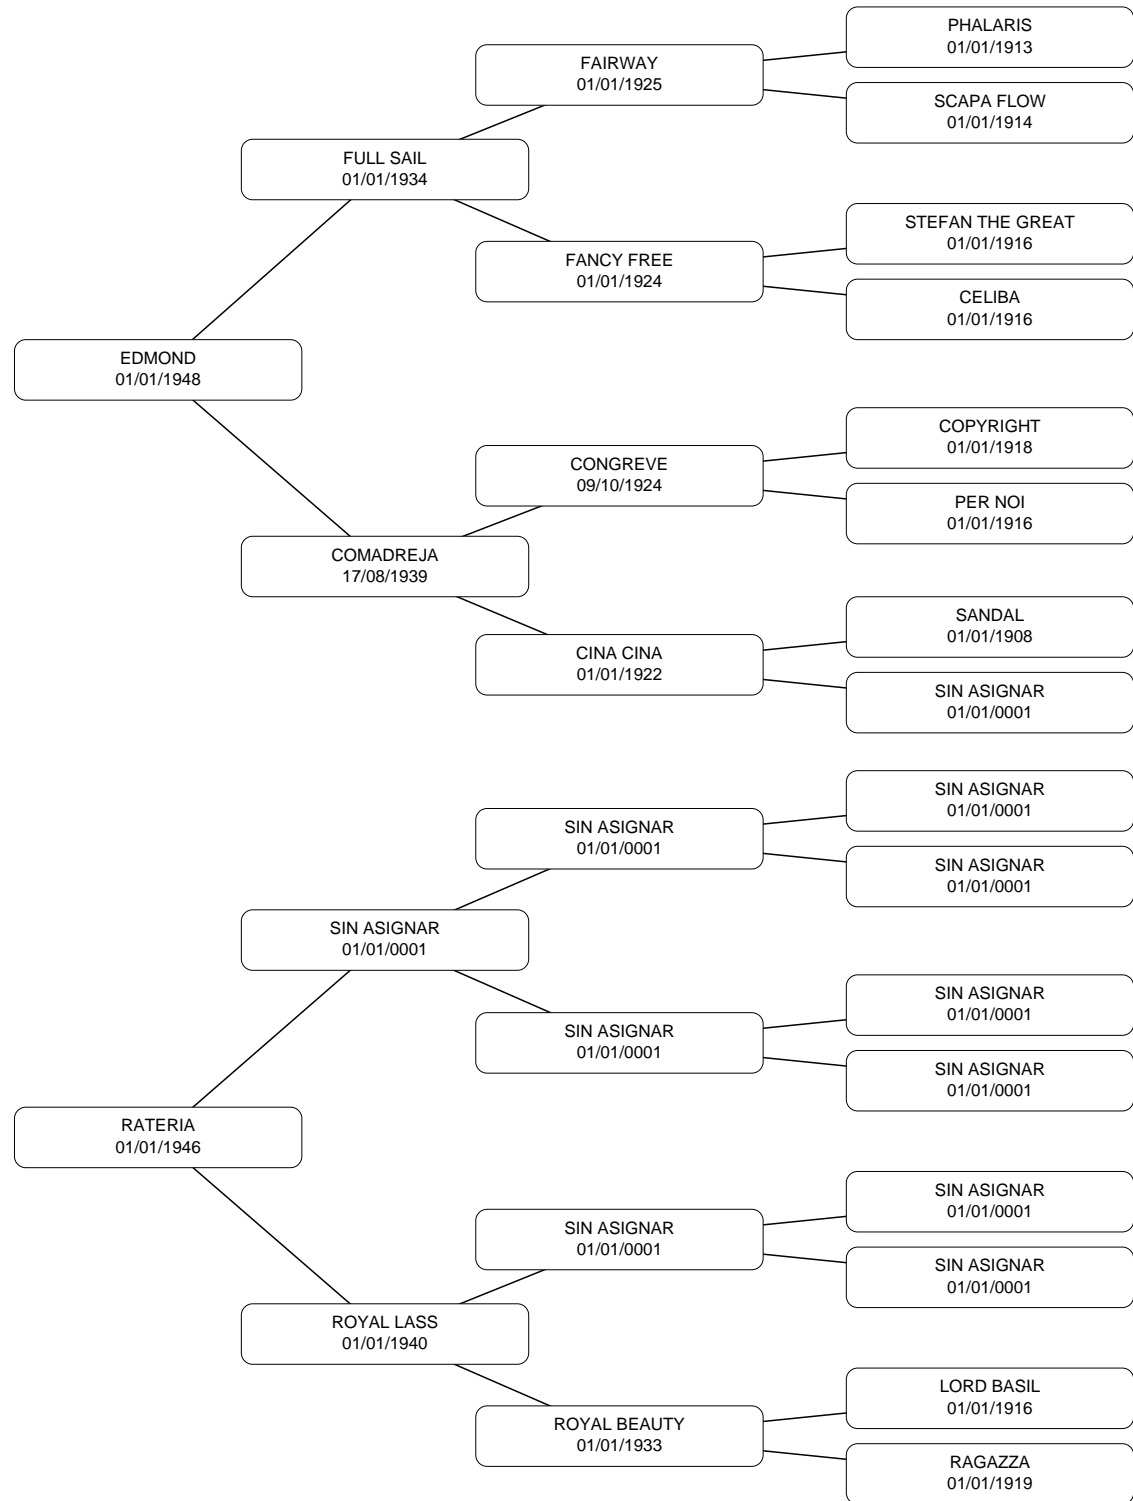 PHALARIS
01/01/1913
FAIRWAY
01/01/1925
SCAPA FLOW
01/01/1914
FULL SAIL
01/01/1934
STEFAN THE GREAT
01/01/1916
FANCY FREE
01/01/1924
CELIBA
01/01/1916
EDMOND
01/01/1948
COPYRIGHT
01/01/1918
CONGREVE
09/10/1924
PER NOI
01/01/1916
COMADREJA
17/08/1939
SANDAL
01/01/1908
CINA CINA
01/01/1922
SIN ASIGNAR
01/01/0001
SIN ASIGNAR
01/01/0001
SIN ASIGNAR
01/01/0001
SIN ASIGNAR
01/01/0001
SIN ASIGNAR
01/01/0001
SIN ASIGNAR
01/01/0001
SIN ASIGNAR
01/01/0001
SIN ASIGNAR
01/01/0001
RATERIA
01/01/1946
SIN ASIGNAR
01/01/0001
SIN ASIGNAR
01/01/0001
SIN ASIGNAR
01/01/0001
ROYAL LASS
01/01/1940
LORD BASIL
01/01/1916
ROYAL BEAUTY
01/01/1933
RAGAZZA
01/01/1919